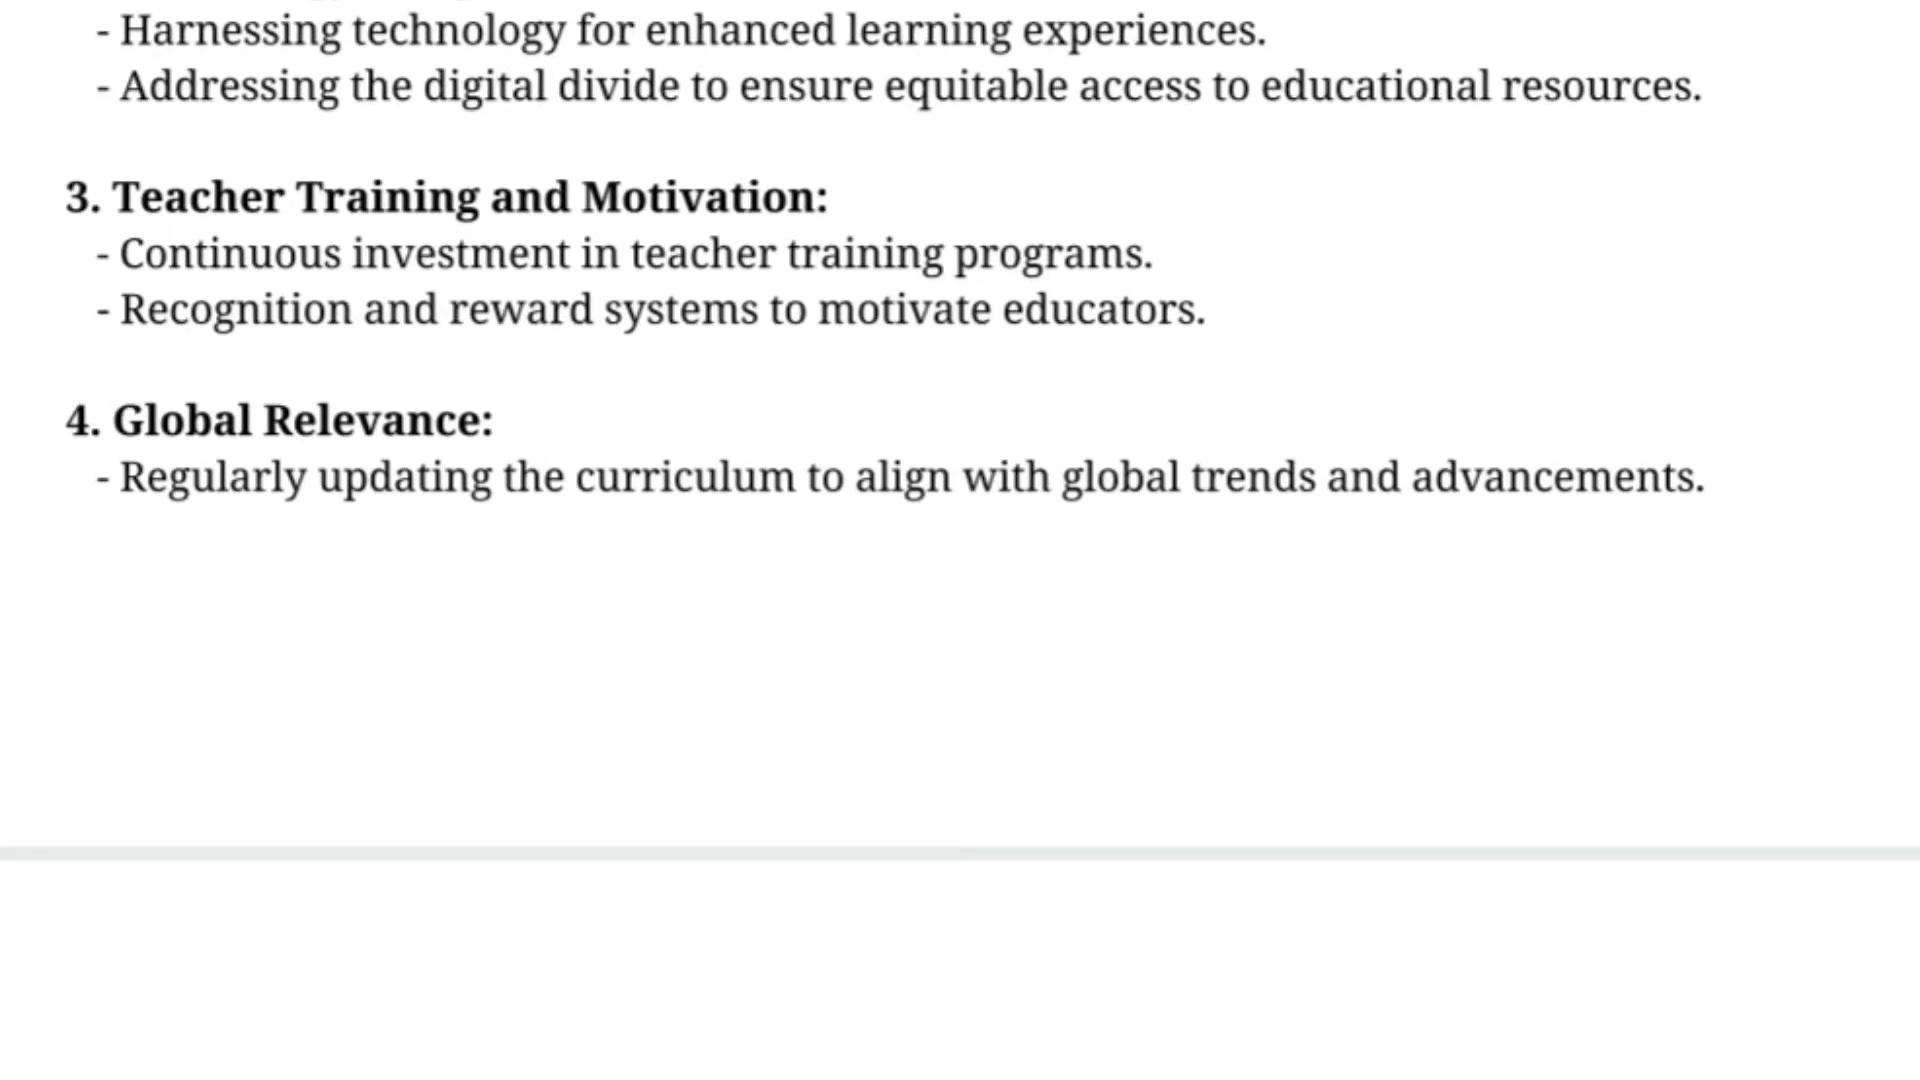 - Harnessing technology for enhanced learning experiences.
- Addressing the digital divide to ensure equitable access to educational resources.
3. Teacher Training and Motivation:
- Continuous investment in teacher training programs.
- Recognition and reward systems to motivate educators.
4. Global Relevance:
- Regularly updating the curriculum to align with global trends and advancements.